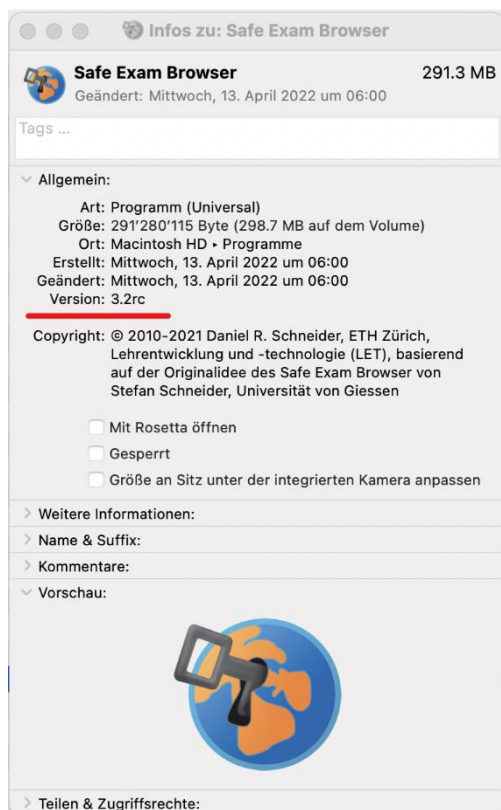 Infos zu: Safe Exam Browser
Safe Exam Browser 291.3 MB
Geändert: Mittwoch, 13. April 2022 um 06:00
Tags ...
Allgemein:
Art: Programm (Universal)
Größe: 291’280’115 Byte (298.7 MB auf dem Volume)
Ort: Macintosh HD ▸ Programme
Erstellt: Mittwoch, 13. April 2022 um 06:00
Geändert: Mittwoch, 13. April 2022 um 06:00
Version: 3.2rc
Copyright: © 2010-2021 Daniel R. Schneider, ETH Zürich,
Lehrentwicklung und -technologie (LET), basierend
auf der Originalidee des Safe Exam Browser von
Stefan Schneider, Universität von Giessen
Mit Rosetta öffnen
Gesperrt
Größe an Sitz unter der integrierten Kamera anpassen
Weitere Informationen:
Name & Suffix:
Kommentare:
Vorschau:
Teilen & Zugriffsrechte: